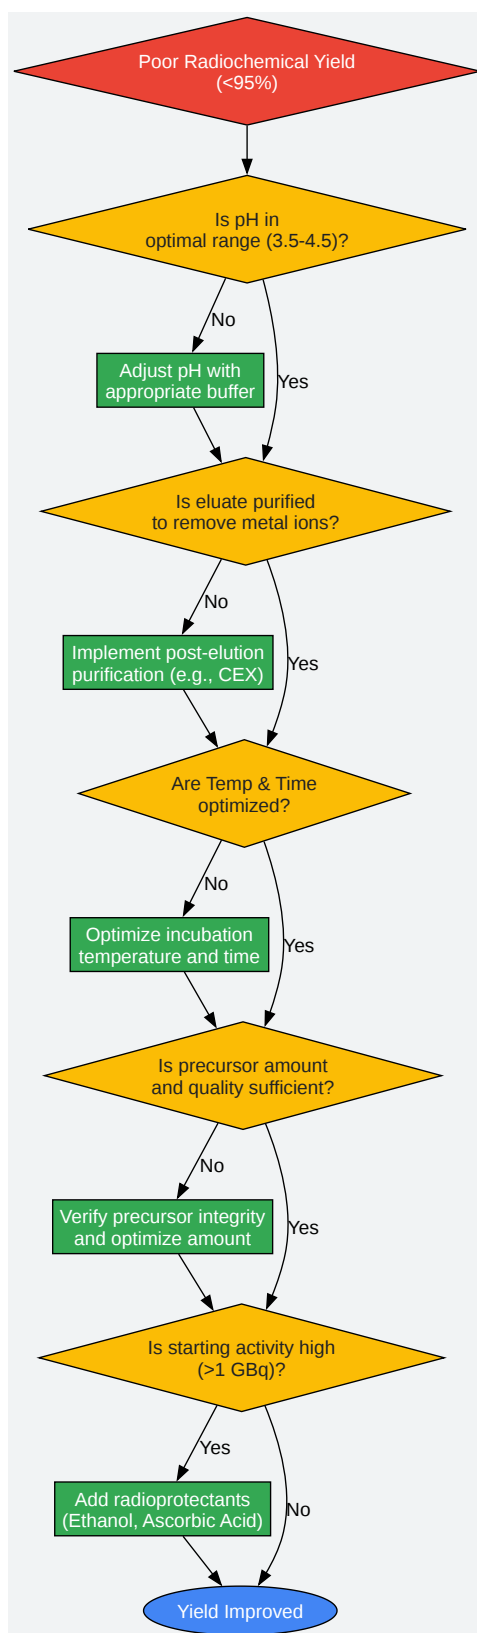 Poor Radiochemical Yield
(<95%)
Is pH in
optimal range (3.5-4.5)?
No
Adjust pH with
appropriate buffer
Yes
Is eluate purified
to remove metal ions?
No
Implement post-elution
purification (e.g., CEX)
Yes
Are Temp & Time
optimized?
No
Optimize incubation
temperature and time
Yes
Is precursor amount
and quality sufficient?
No
Verify precursor integrity
and optimize amount
Yes
Is starting activity high
(>1 GBq)?
Yes
Add radioprotectants
(Ethanol, Ascorbic Acid)
No
Yield Improved